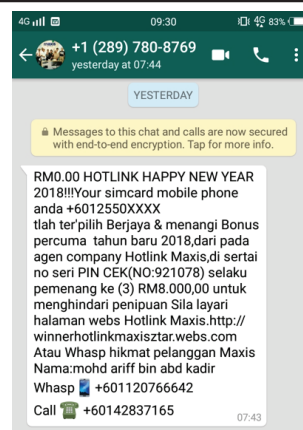 4G 09:30 4G 83%
+1 (289) 780-8769
yesterday at 07:44
YESTERDAY
Messages to this chat and calls are now secured
with end-to-end encryption. Tap for more info.
RM0.00 HOTLINK HAPPY NEW YEAR
2018!!!Your simcard mobile phone
anda +6012550XXXX
tlah ter'pilih Berjaya & menangi Bonus
percuma tahun baru 2018,dari pada
agen company Hotlink Maxis,di sertai
no seri PIN CEK(NO:921078) selaku
pemenang ke (3) RM8.000,00 untuk
menghindari penipuan Sila layari
halaman webs Hotlink Maxis.http://
winnerhotlinkmaxisztar.webs.com
Atau Whasp hikmat pelanggan Maxis
Nama:mohd ariff bin abd kadir
Whasp +601120766642
Call +60142837165
07:43